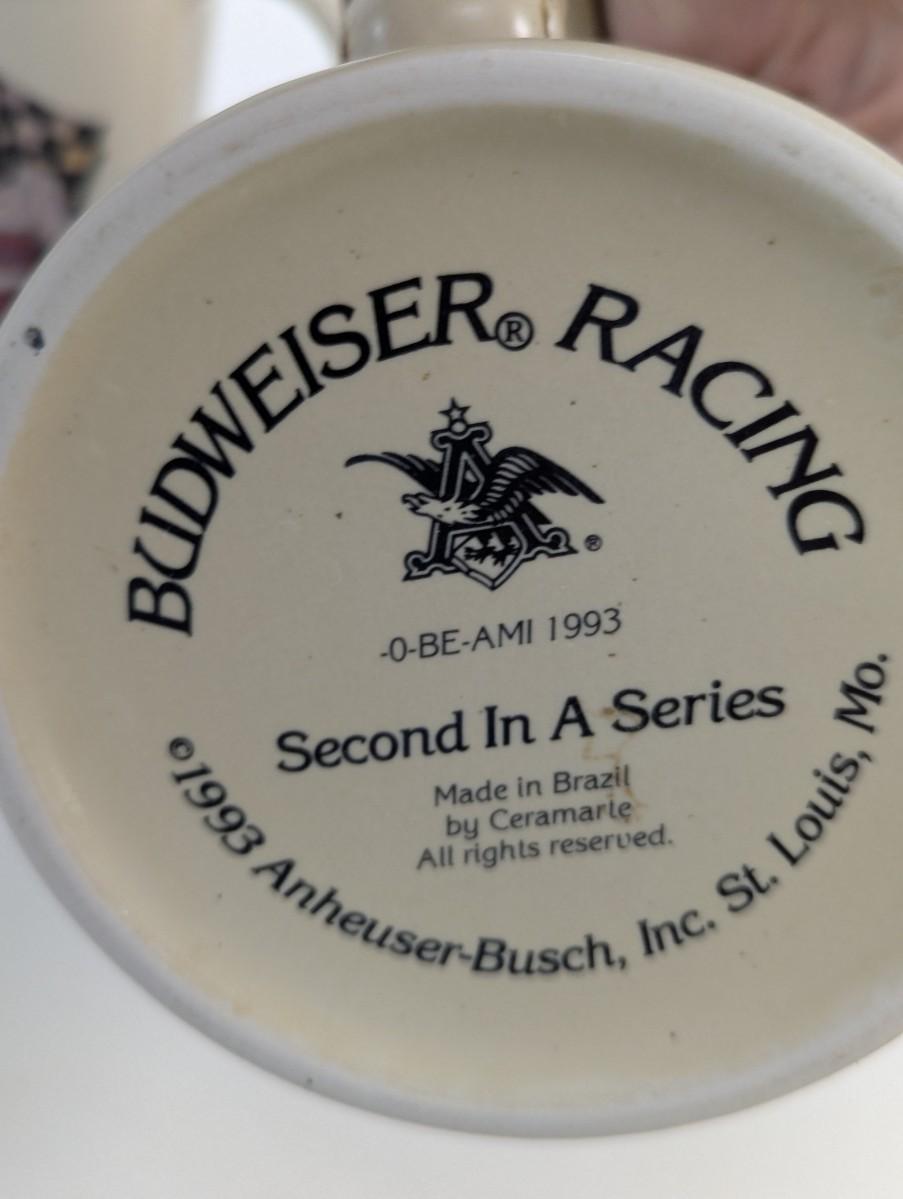 BUDWEISER® RACING
®
-0-BE-AMI 1993
Second In A Series
Made in Brazil
by Ceramarte
All rights reserved.
©1993 Anheuser-Busch, Inc. St. Louis, Mo.